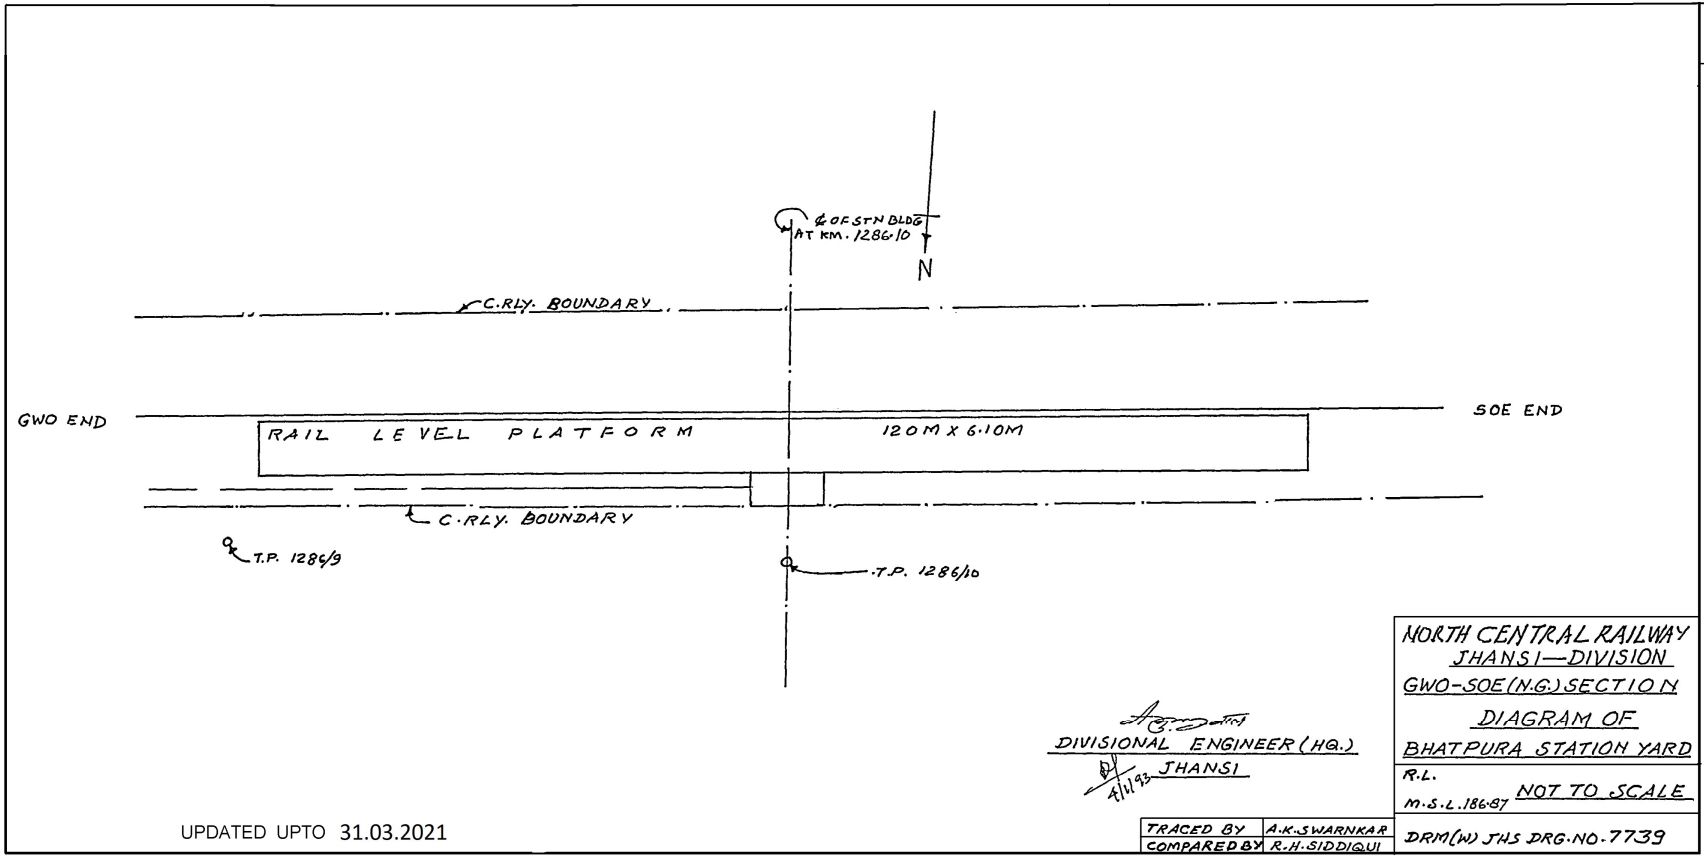 ℄ OF STN BLDG
AT KM. 1286.10
N
C.RLY. BOUNDARY
GWO END
SOE END
RAIL LEVEL PLATFORM 120M X 6.10M
C.RLY. BOUNDARY
T.P. 1286/9
T.P. 1286/10
NORTH CENTRAL RAILWAY
JHANSI—DIVISION
GWO-SOE(N.G.) SECTION
DIAGRAM OF
BHATPURA STATION YARD
R.L.
M.S.L. 186.87 NOT TO SCALE
DRM(W) JHS DRG.NO.7739
DIVISIONAL ENGINEER (HQ.)
JHANSI
TRACED BY A.K.SWARNKAR
COMPARED BY R.H.SIDDIQUI
UPDATED UPTO 31.03.2021